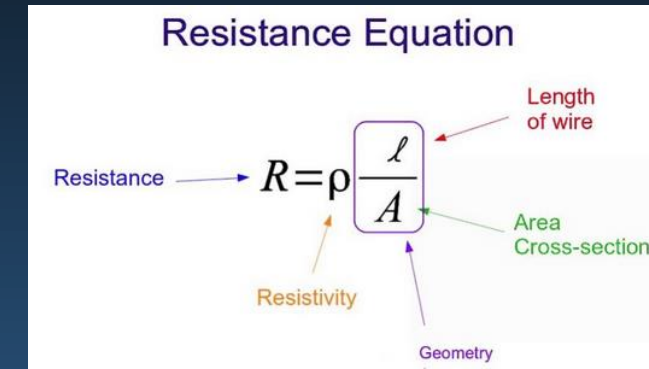 Resistance Equation
Length
of wire
Resistance
R=ρ ℓ/A
Area
Cross-section
Resistivity
Geometry